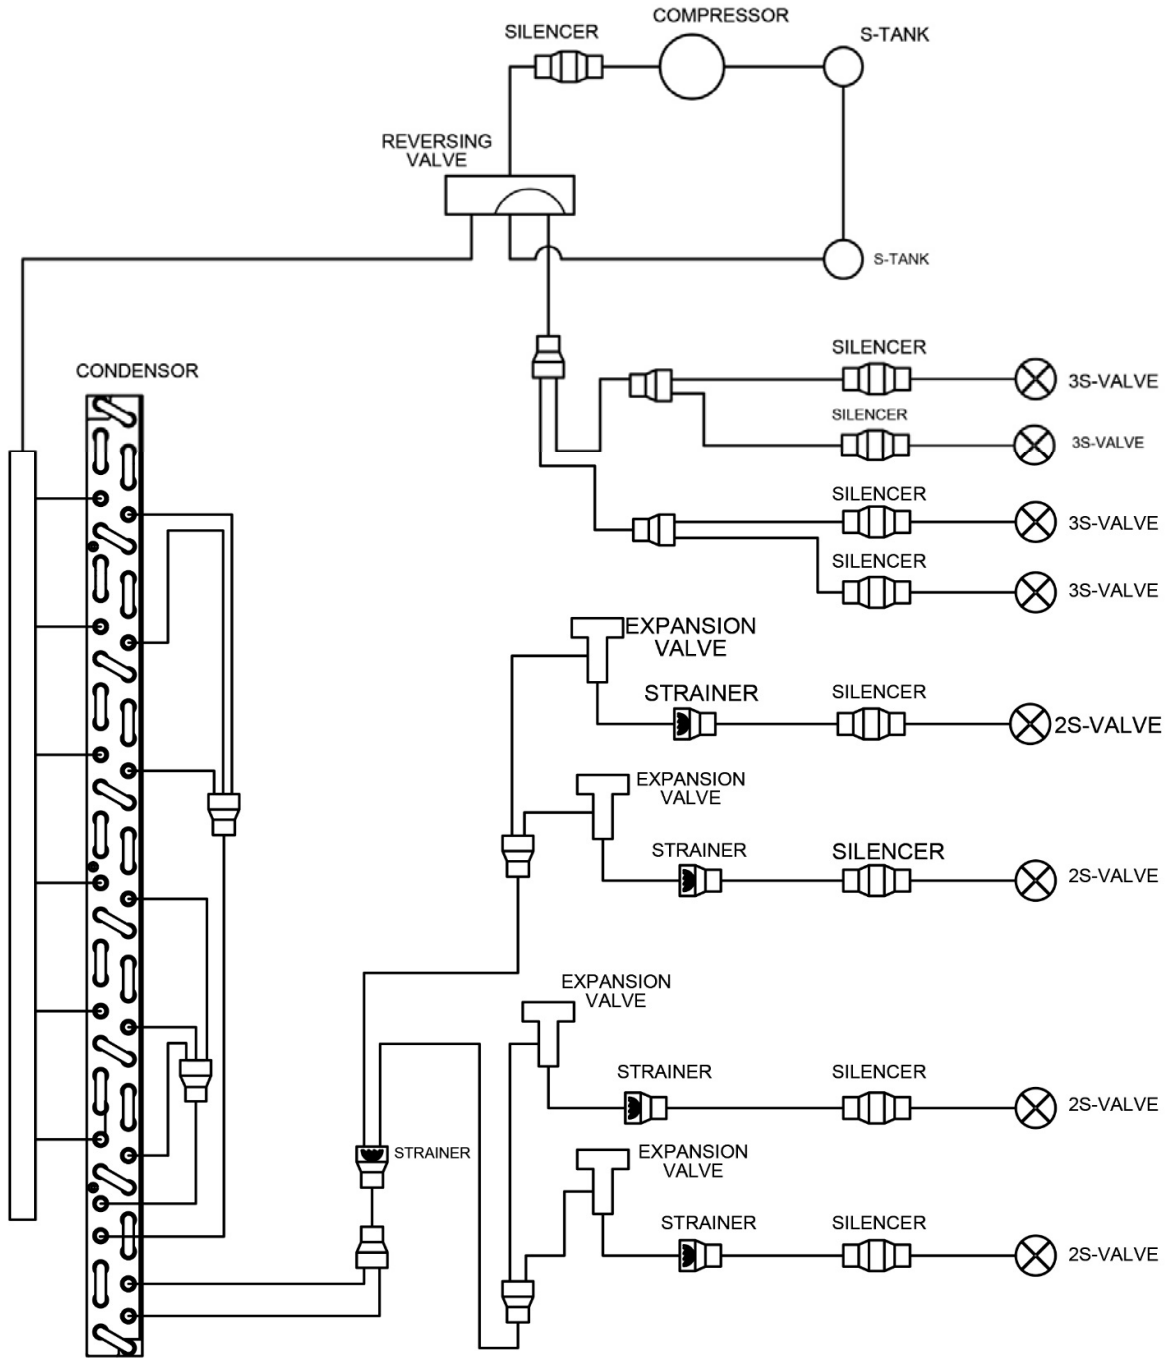 COMPRESSOR
SILENCER
S-TANK
REVERSING
VALVE
S-TANK
CONDENSOR
SILENCER
3S-VALVE
SILENCER
3S-VALVE
SILENCER
3S-VALVE
SILENCER
3S-VALVE
EXPANSION
VALVE
STRAINER
SILENCER
2S-VALVE
EXPANSION
VALVE
STRAINER
SILENCER
2S-VALVE
EXPANSION
VALVE
STRAINER
SILENCER
2S-VALVE
STRAINER
EXPANSION
VALVE
STRAINER
SILENCER
2S-VALVE